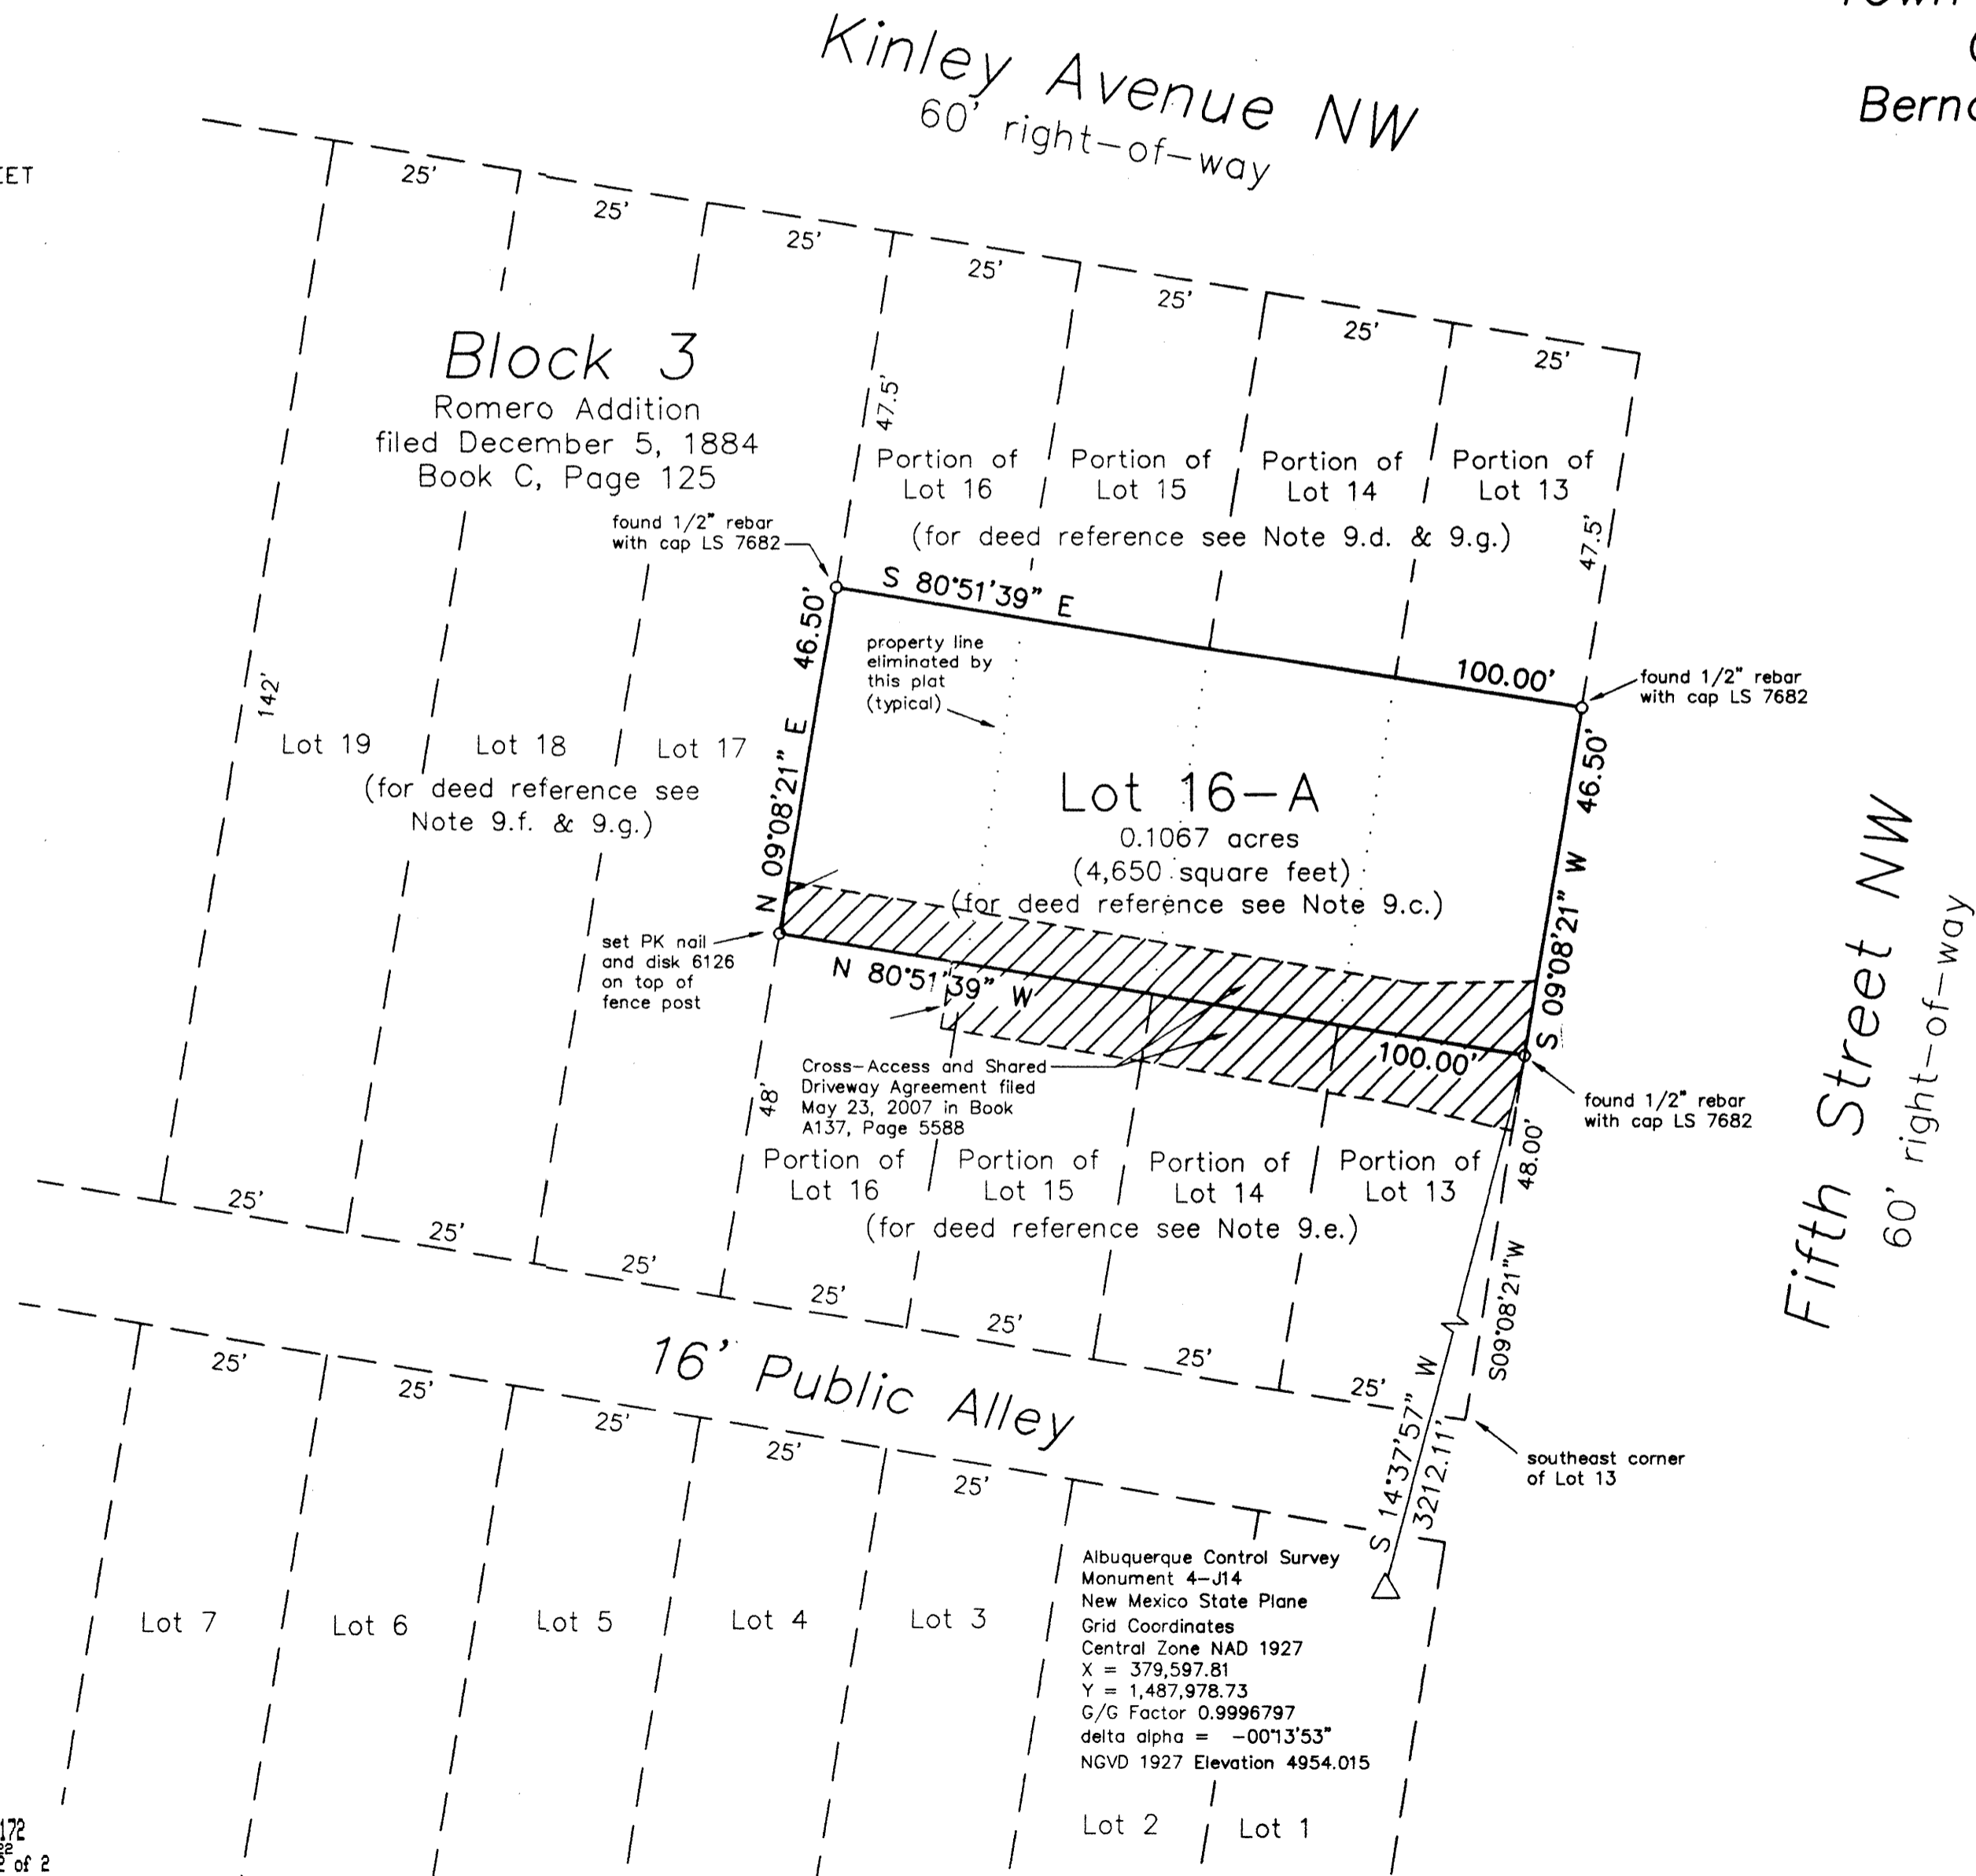 Kinley Avenue NW
60' right-of-way
25'
25'
25'
25'
25'
25'
25'
Block 3
Romero Addition
filed December 5, 1884
Book C, Page 125
47.5'
Portion of
Lot 16
Portion of
Lot 15
Portion of
Lot 14
Portion of
Lot 13
(for deed reference see Note 9.d. & 9.g.)
47.5'
found 1/2" rebar
with cap LS 7682
S 80°51'39" E
100.00'
found 1/2" rebar
with cap LS 7682
N 09°08'21" E 46.50'
property line
eliminated by
this plat
(typical)
142'
Lot 19
Lot 18
Lot 17
(for deed reference see
Note 9.f. & 9.g.)
Lot 16-A
0.1067 acres
(4,650 square feet)
(for deed reference see Note 9.c.)
S 09°08'21" W 46.50'
Fifth Street NW
60' right-of-way
set PK nail
and disk 6126
on top of
fence post
N 80°51'39" W
100.00'
found 1/2" rebar
with cap LS 7682
Cross-Access and Shared
Driveway Agreement filed
May 23, 2007 in Book
A137, Page 5588
48'
Portion of
Lot 16
Portion of
Lot 15
Portion of
Lot 14
Portion of
Lot 13
(for deed reference see Note 9.e.)
S09°08'21"W 48.00'
25'
25'
25'
25'
25'
25'
25'
16' Public Alley
25'
25'
25'
25'
25'
S 14°37'57" W
3212.11'
southeast corner
of Lot 13
Albuquerque Control Survey
Monument 4-J14
New Mexico State Plane
Grid Coordinates
Central Zone NAD 1927
X = 379,597.81
Y = 1,487,978.73
G/G Factor 0.9996797
delta alpha = -00°13'53"
NGVD 1927 Elevation 4954.015
Lot 7
Lot 6
Lot 5
Lot 4
Lot 3
Lot 2
Lot 1
172
of 2